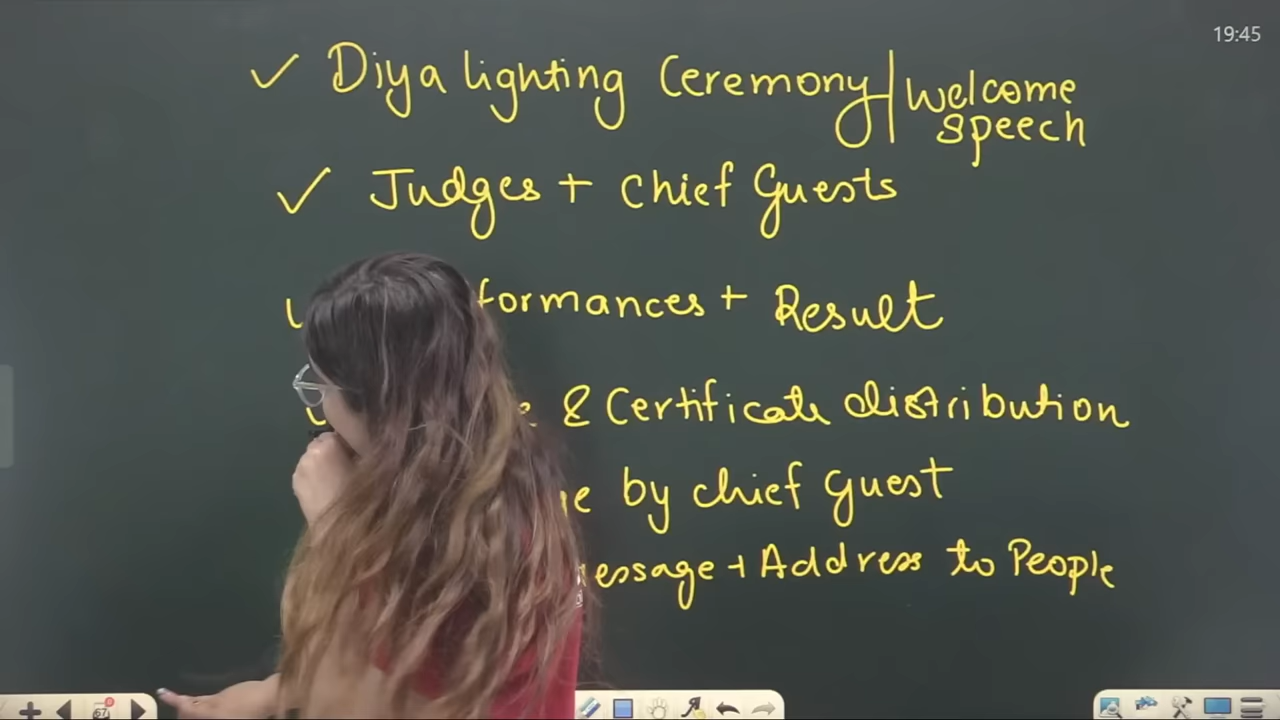 19:45
✓ Diya lighting Ceremony | Welcome
speech
✓ Judges + Chief Guests
formances + Result
& Certificate distribution
by chief guest
essage + Address to People
67